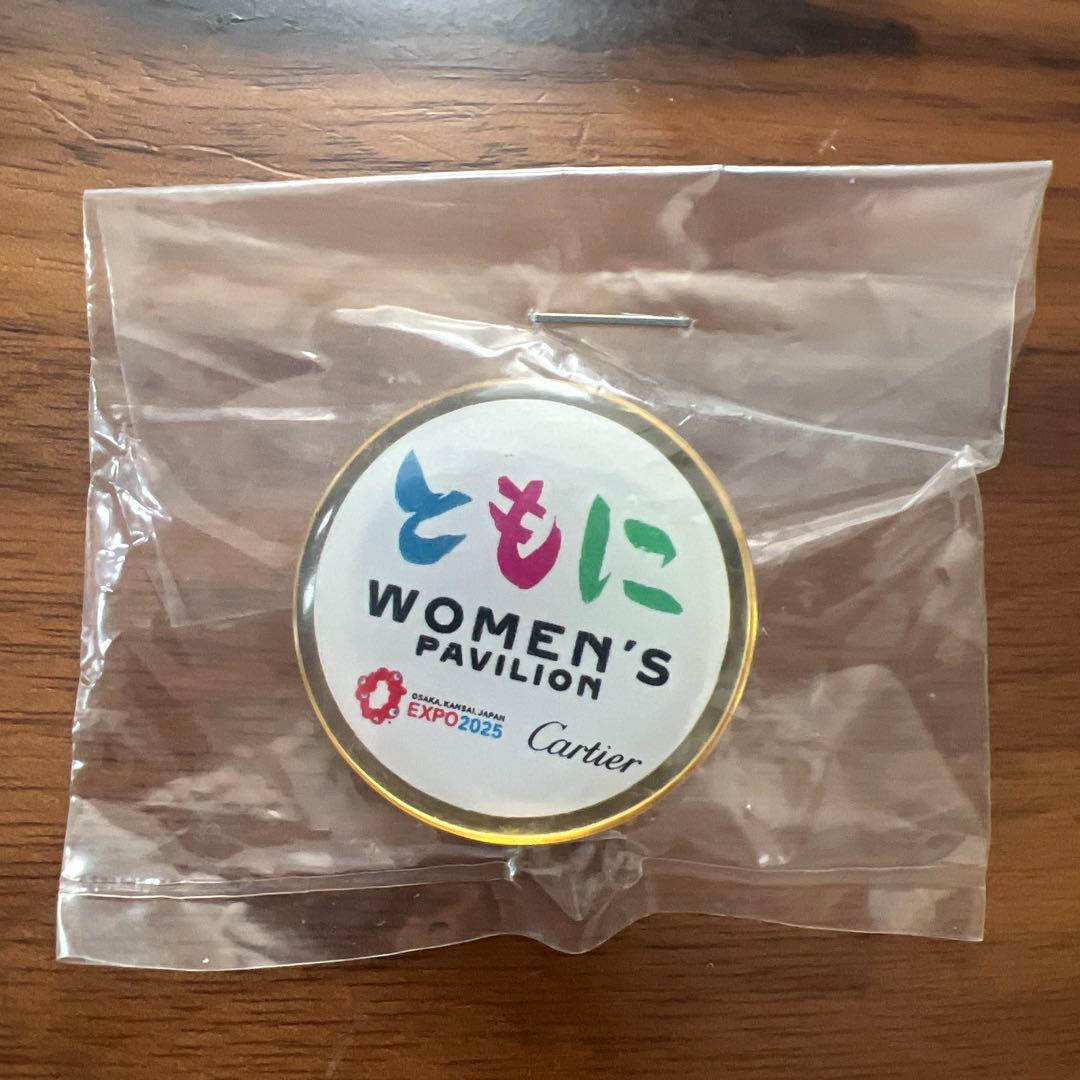 ともに
WOMEN'S
PAVILION
OSAKA, KANSAI, JAPAN
EXPO2025
Cartier